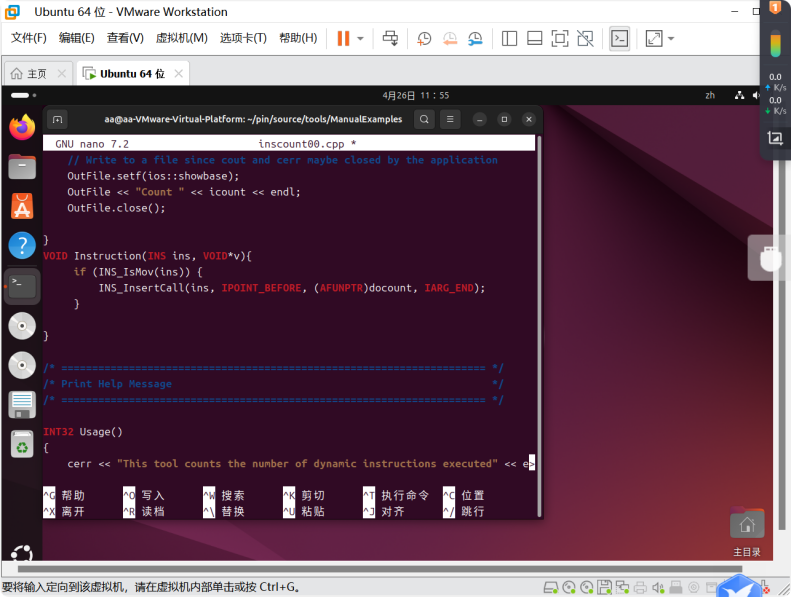 Ubuntu 64 位 - VMware Workstation
文件(F) 编辑(E) 查看(V) 虚拟机(M) 选项卡(T) 帮助(H)
主页 Ubuntu 64 位
4月26日 11：55 zh
1
0.0
K/s
0.0
K/s
aa@aa-VMware-Virtual-Platform: ~/pin/source/tools/ManualExamples
GNU nano 7.2 inscount00.cpp *
// Write to a file since cout and cerr maybe closed by the application
OutFile.setf(ios::showbase);
OutFile << "Count " << icount << endl;
OutFile.close();
}
VOID Instruction(INS ins, VOID*v){
if (INS_IsMov(ins)) {
INS_InsertCall(ins, IPOINT_BEFORE, (AFUNPTR)docount, IARG_END);
}
}
/* ===================================================================== */
/* Print Help Message */
/* ===================================================================== */
INT32 Usage()
{
cerr << "This tool counts the number of dynamic instructions executed" << e>
^G 帮助 ^O 写入 ^W 搜索 ^K 剪切 ^T 执行命令 ^C 位置
^X 离开 ^R 读档 ^\ 替换 ^U 粘贴 ^J 对齐 ^/ 跳行
主目录
要将输入定向到该虚拟机，请在虚拟机内部单击或按 Ctrl+G。